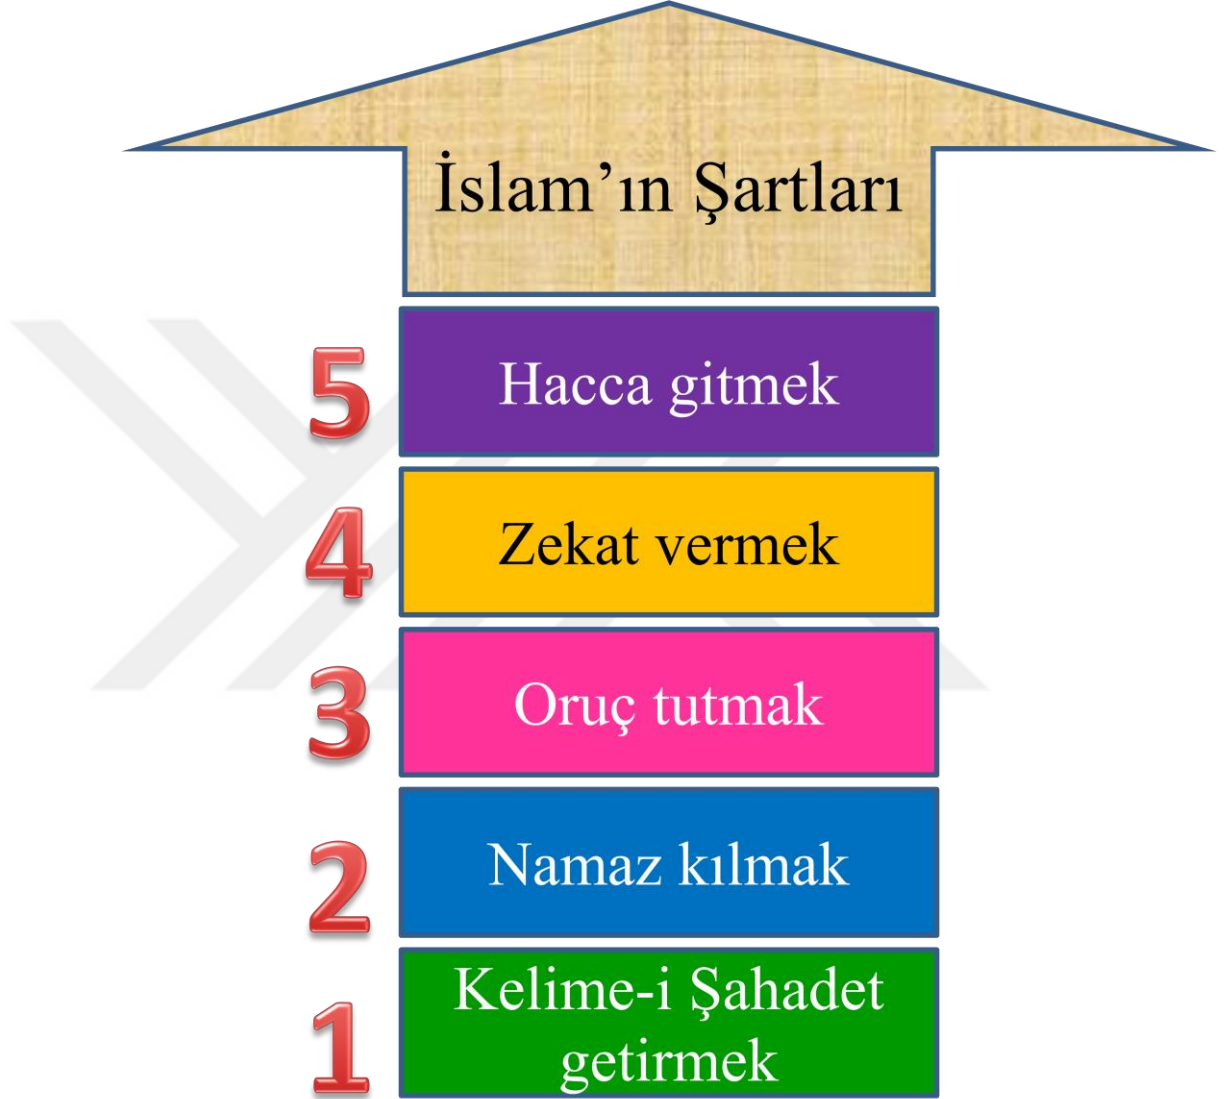 İslam’ın Şartları
5
Hacca gitmek
4
Zekat vermek
3
Oruç tutmak
2
Namaz kılmak
1
Kelime-i Şahadet
getirmek